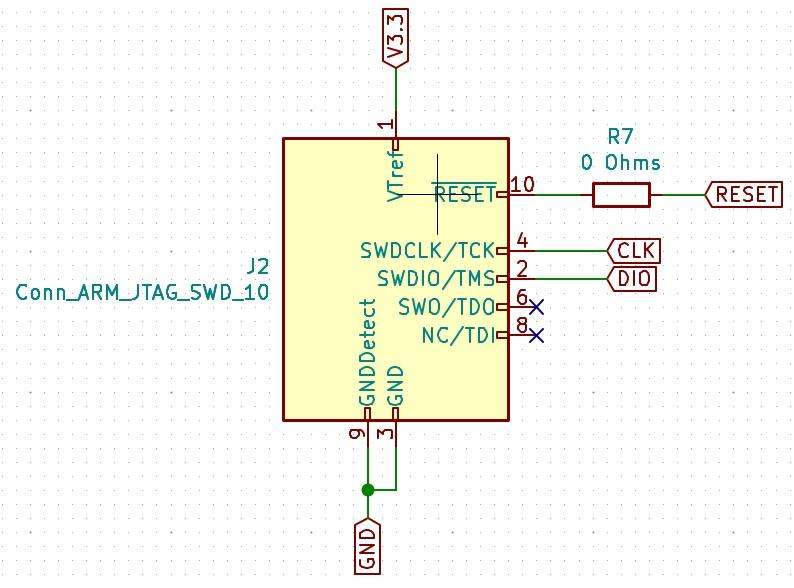 V3.3
1
VTref
R7
0 Ohms
RESET
10
RESET
SWDCLK/TCK
4
CLK
J2
Conn_ARM_JTAG_SWD_10
SWDIO/TMS
2
DIO
SWO/TDO
6
NC/TDI
8
GNDDetect
GND
9
3
GND